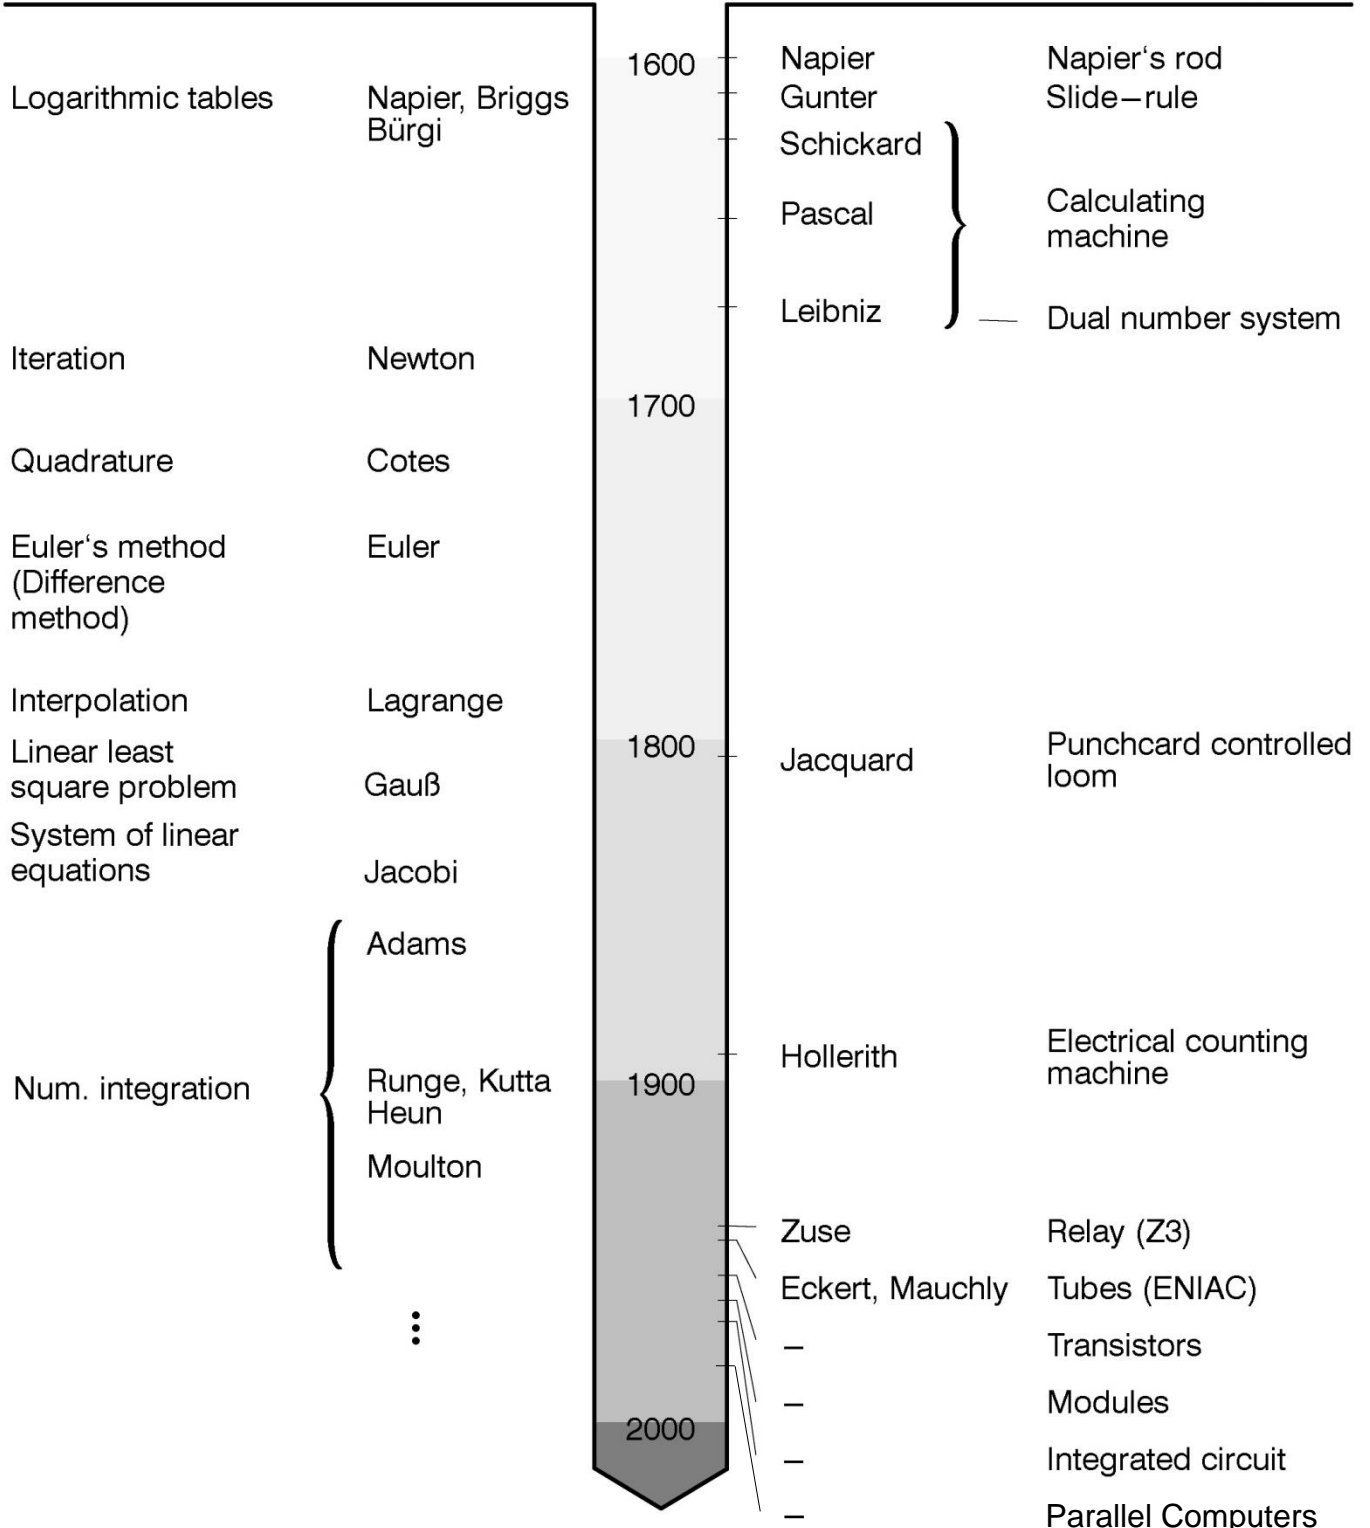 1600
Napier Napier‘s rod
Logarithmic tables Napier, Briggs Gunter Slide–rule
Bürgi
Schickard
Pascal Calculating
machine
Leibniz Dual number system
Iteration Newton
1700
Quadrature Cotes
Euler‘s method Euler
(Difference
method)
Interpolation Lagrange
1800
Linear least
square problem Gauß
Jacquard Punchcard controlled
loom
System of linear
equations Jacobi
Adams
Hollerith Electrical counting
machine
Num. integration Runge, Kutta
Heun
1900
Moulton
Zuse Relay (Z3)
Eckert, Mauchly Tubes (ENIAC)
⋮
– Transistors
– Modules
2000
– Integrated circuit
– Parallel Computers